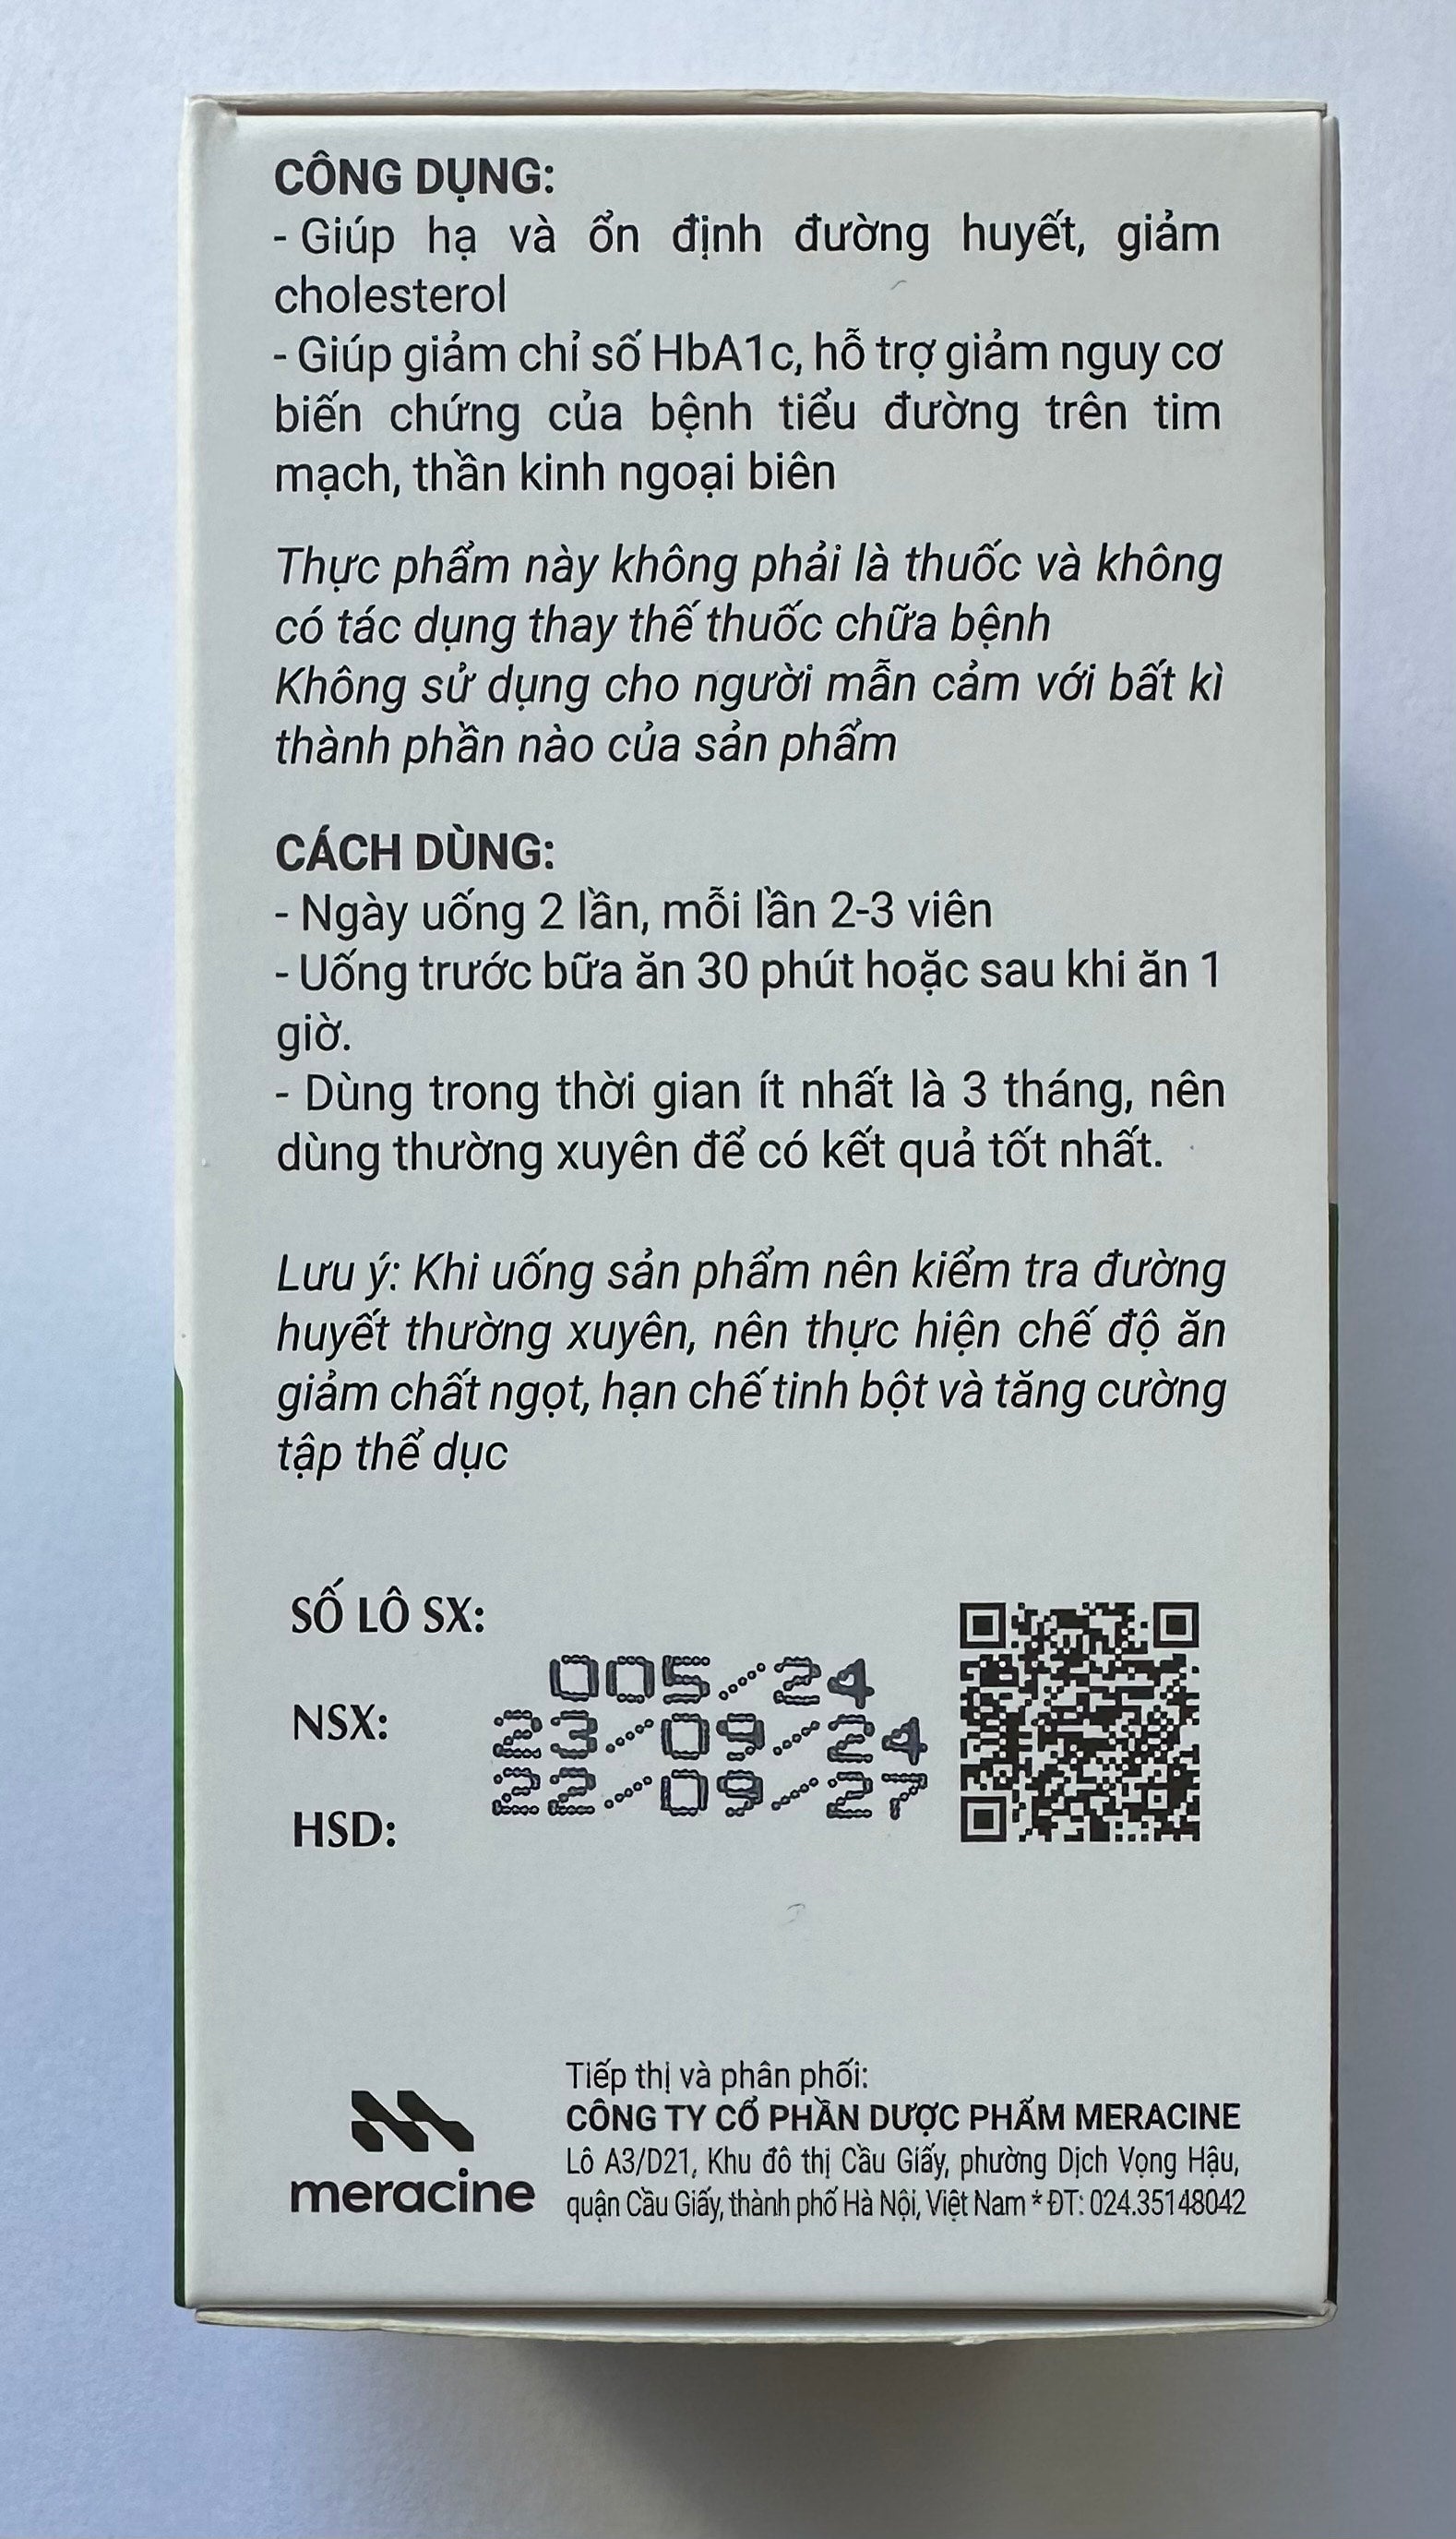 CÔNG DỤNG:
- Giúp hạ và ổn định đường huyết, giảm
cholesterol
- Giúp giảm chỉ số HbA1c, hỗ trợ giảm nguy cơ
biến chứng của bệnh tiểu đường trên tim
mạch, thần kinh ngoại biên
Thực phẩm này không phải là thuốc và không
có tác dụng thay thế thuốc chữa bệnh
Không sử dụng cho người mẫn cảm với bất kì
thành phần nào của sản phẩm
CÁCH DÙNG:
- Ngày uống 2 lần, mỗi lần 2-3 viên
- Uống trước bữa ăn 30 phút hoặc sau khi ăn 1
giờ.
- Dùng trong thời gian ít nhất là 3 tháng, nên
dùng thường xuyên để có kết quả tốt nhất.
Lưu ý: Khi uống sản phẩm nên kiểm tra đường
huyết thường xuyên, nên thực hiện chế độ ăn
giảm chất ngọt, hạn chế tinh bột và tăng cường
tập thể dục
SỐ LÔ SX:
005/24
NSX:
23/09/24
22/09/27
HSD:
Tiếp thị và phân phối:
CÔNG TY CỔ PHẦN DƯỢC PHẨM MERACINE
Lô A3/D21, Khu đô thị Cầu Giấy, phường Dịch Vọng Hậu,
quận Cầu Giấy, thành phố Hà Nội, Việt Nam * ĐT: 024.35148042
meracine